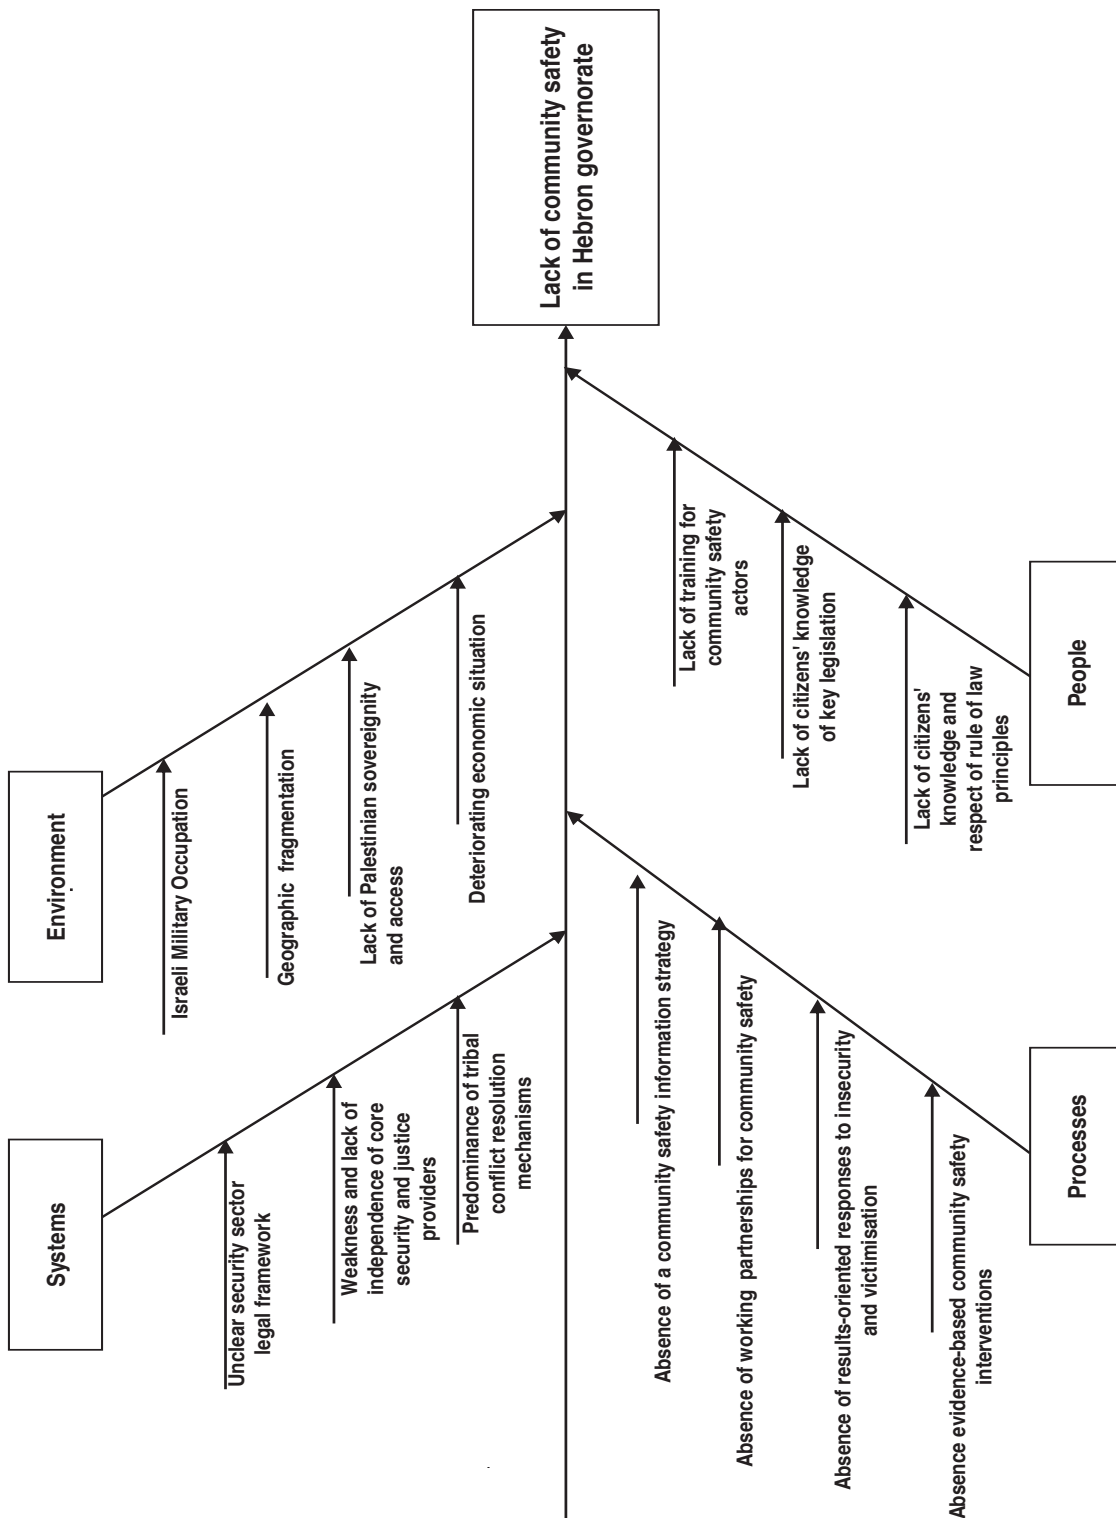 Systems
Unclear security sector
legal framework
Weakness and lack of
independence of core
security and justice
providers
Predominance of tribal
conflict resolution
mechanisms
Environment
Israeli Military Occupation
Geographic fragmentation
Lack of Palestinian sovereignity
and access
Deteriorating economic situation
Lack of community safety
in Hebron governorate
Absence of a community safety information strategy
Absence of working partnerships for community safety
Absence of results-oriented responses to insecurity
and victimisation
Absence evidence-based community safety
interventions
Processes
Lack of training for
community safety
actors
Lack of citizens' knowledge
of key legislation
Lack of citizens'
knowledge and
respect of rule of law
principles
People